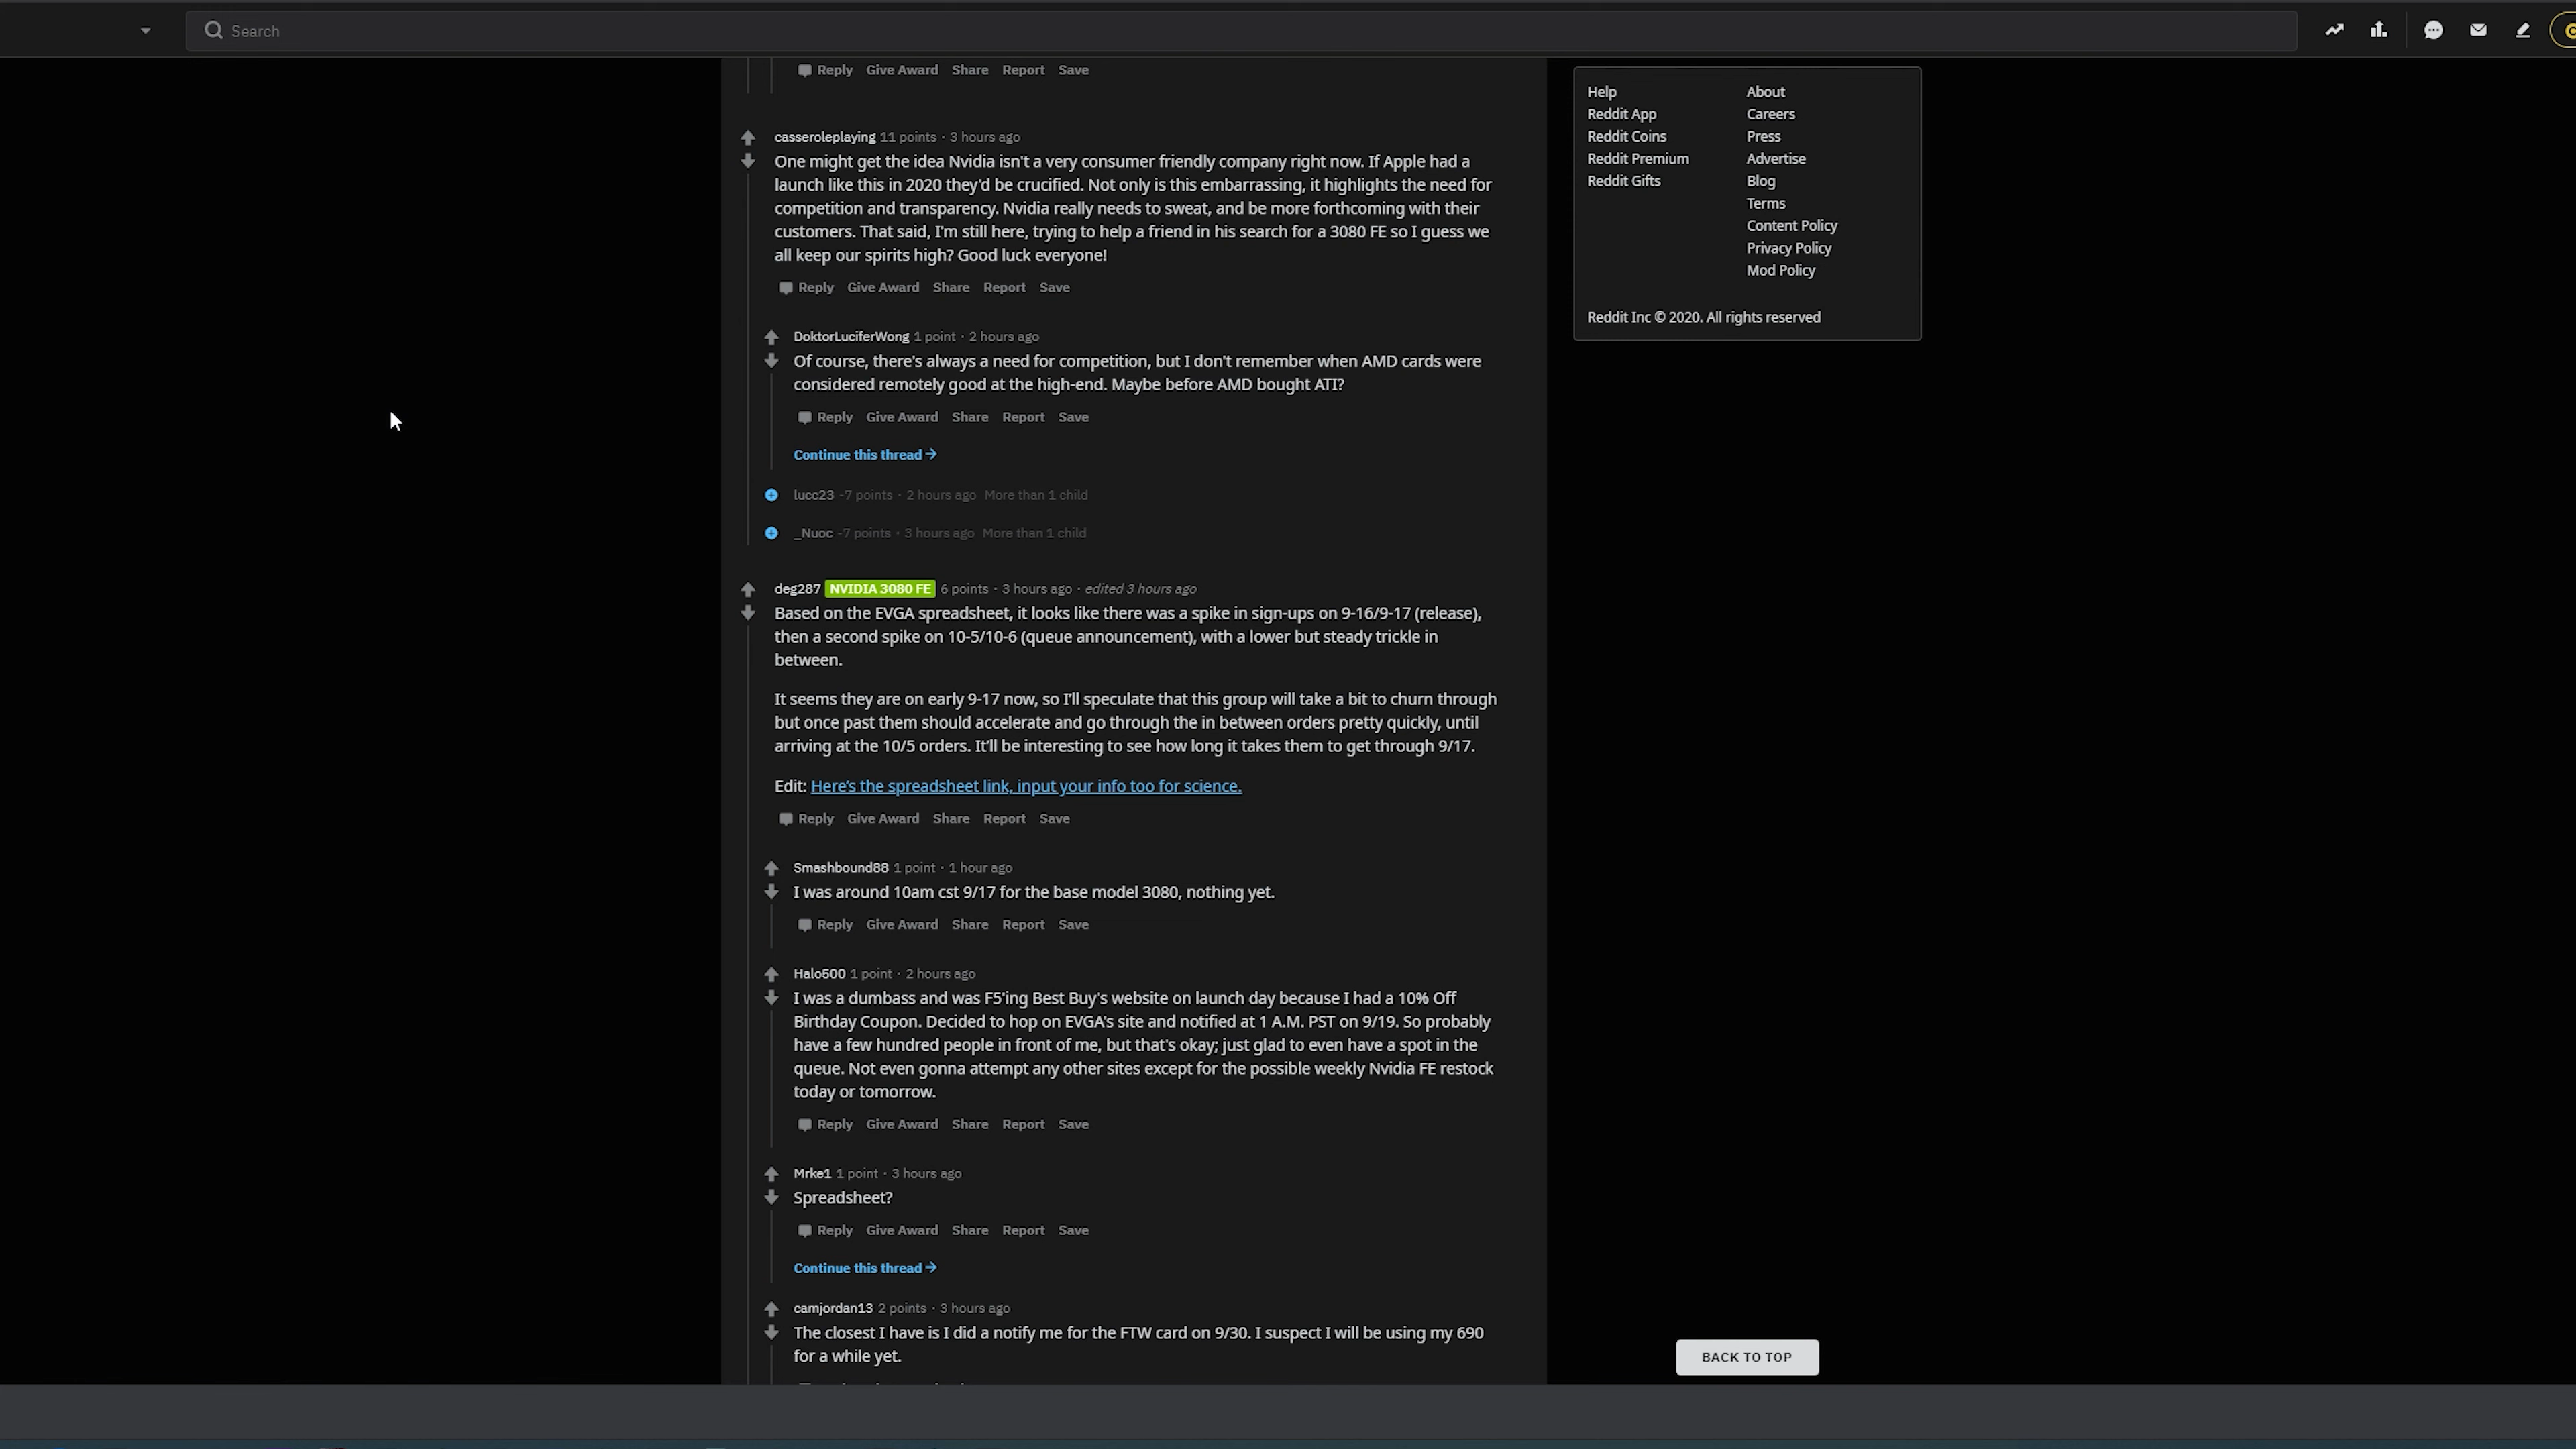 Search
Reply Give Award Share Report Save
casseroleplaying 11 points · 3 hours ago
One might get the idea Nvidia isn't a very consumer friendly company right now. If Apple had a
launch like this in 2020 they'd be crucified. Not only is this embarrassing, it highlights the need for
competition and transparency. Nvidia really needs to sweat, and be more forthcoming with their
customers. That said, I'm still here, trying to help a friend in his search for a 3080 FE so I guess we
all keep our spirits high? Good luck everyone!
Reply Give Award Share Report Save
DoktorLuciferWong 1 point · 2 hours ago
Of course, there's always a need for competition, but I don't remember when AMD cards were
considered remotely good at the high-end. Maybe before AMD bought ATI?
Reply Give Award Share Report Save
Continue this thread →
lucc23 -7 points · 2 hours ago More than 1 child
_Nuoc -7 points · 3 hours ago More than 1 child
deg287 NVIDIA 3080 FE 6 points · 3 hours ago · edited 3 hours ago
Based on the EVGA spreadsheet, it looks like there was a spike in sign-ups on 9-16/9-17 (release),
then a second spike on 10-5/10-6 (queue announcement), with a lower but steady trickle in
between.
It seems they are on early 9-17 now, so I'll speculate that this group will take a bit to churn through
but once past them should accelerate and go through the in between orders pretty quickly, until
arriving at the 10/5 orders. It'll be interesting to see how long it takes them to get through 9/17.
Edit: Here's the spreadsheet link, input your info too for science.
Reply Give Award Share Report Save
Smashbound88 1 point · 1 hour ago
I was around 10am cst 9/17 for the base model 3080, nothing yet.
Reply Give Award Share Report Save
Halo500 1 point · 2 hours ago
I was a dumbass and was F5'ing Best Buy's website on launch day because I had a 10% Off
Birthday Coupon. Decided to hop on EVGA's site and notified at 1 A.M. PST on 9/19. So probably
have a few hundred people in front of me, but that's okay; just glad to even have a spot in the
queue. Not even gonna attempt any other sites except for the possible weekly Nvidia FE restock
today or tomorrow.
Reply Give Award Share Report Save
Mrke1 1 point · 3 hours ago
Spreadsheet?
Reply Give Award Share Report Save
Continue this thread →
camjordan13 2 points · 3 hours ago
The closest I have is I did a notify me for the FTW card on 9/30. I suspect I will be using my 690
for a while yet.
Help
Reddit App
Reddit Coins
Reddit Premium
Reddit Gifts
About
Careers
Press
Advertise
Blog
Terms
Content Policy
Privacy Policy
Mod Policy
Reddit Inc © 2020. All rights reserved
BACK TO TOP